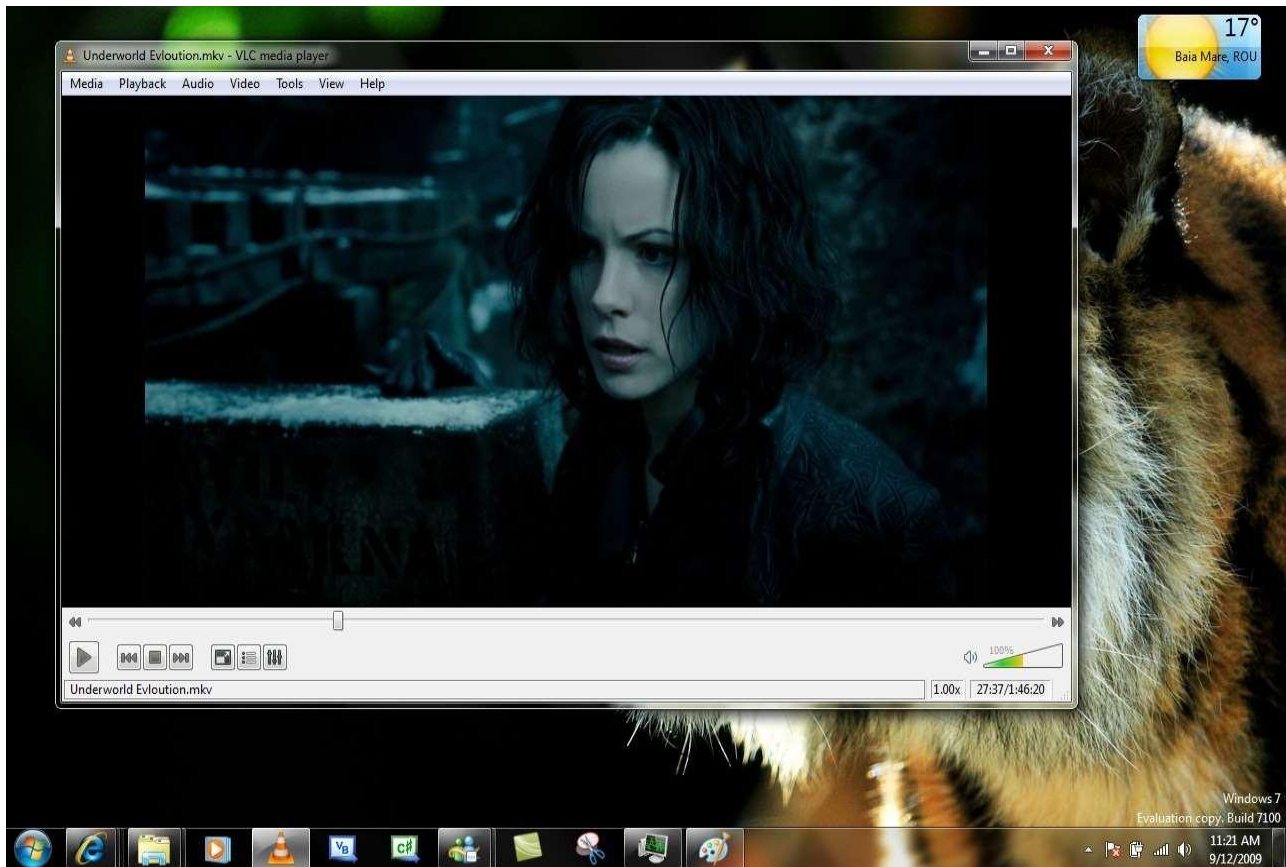 17°
Baia Mare, ROU
Underworld Evloution.mkv - VLC media player
Media Playback Audio Video Tools View Help
100%
Underworld Evloution.mkv 1.00x 27:37/1:46:20
Windows 7
Evaluation copy. Build 7100
VB C#
11:21 AM
9/12/2009